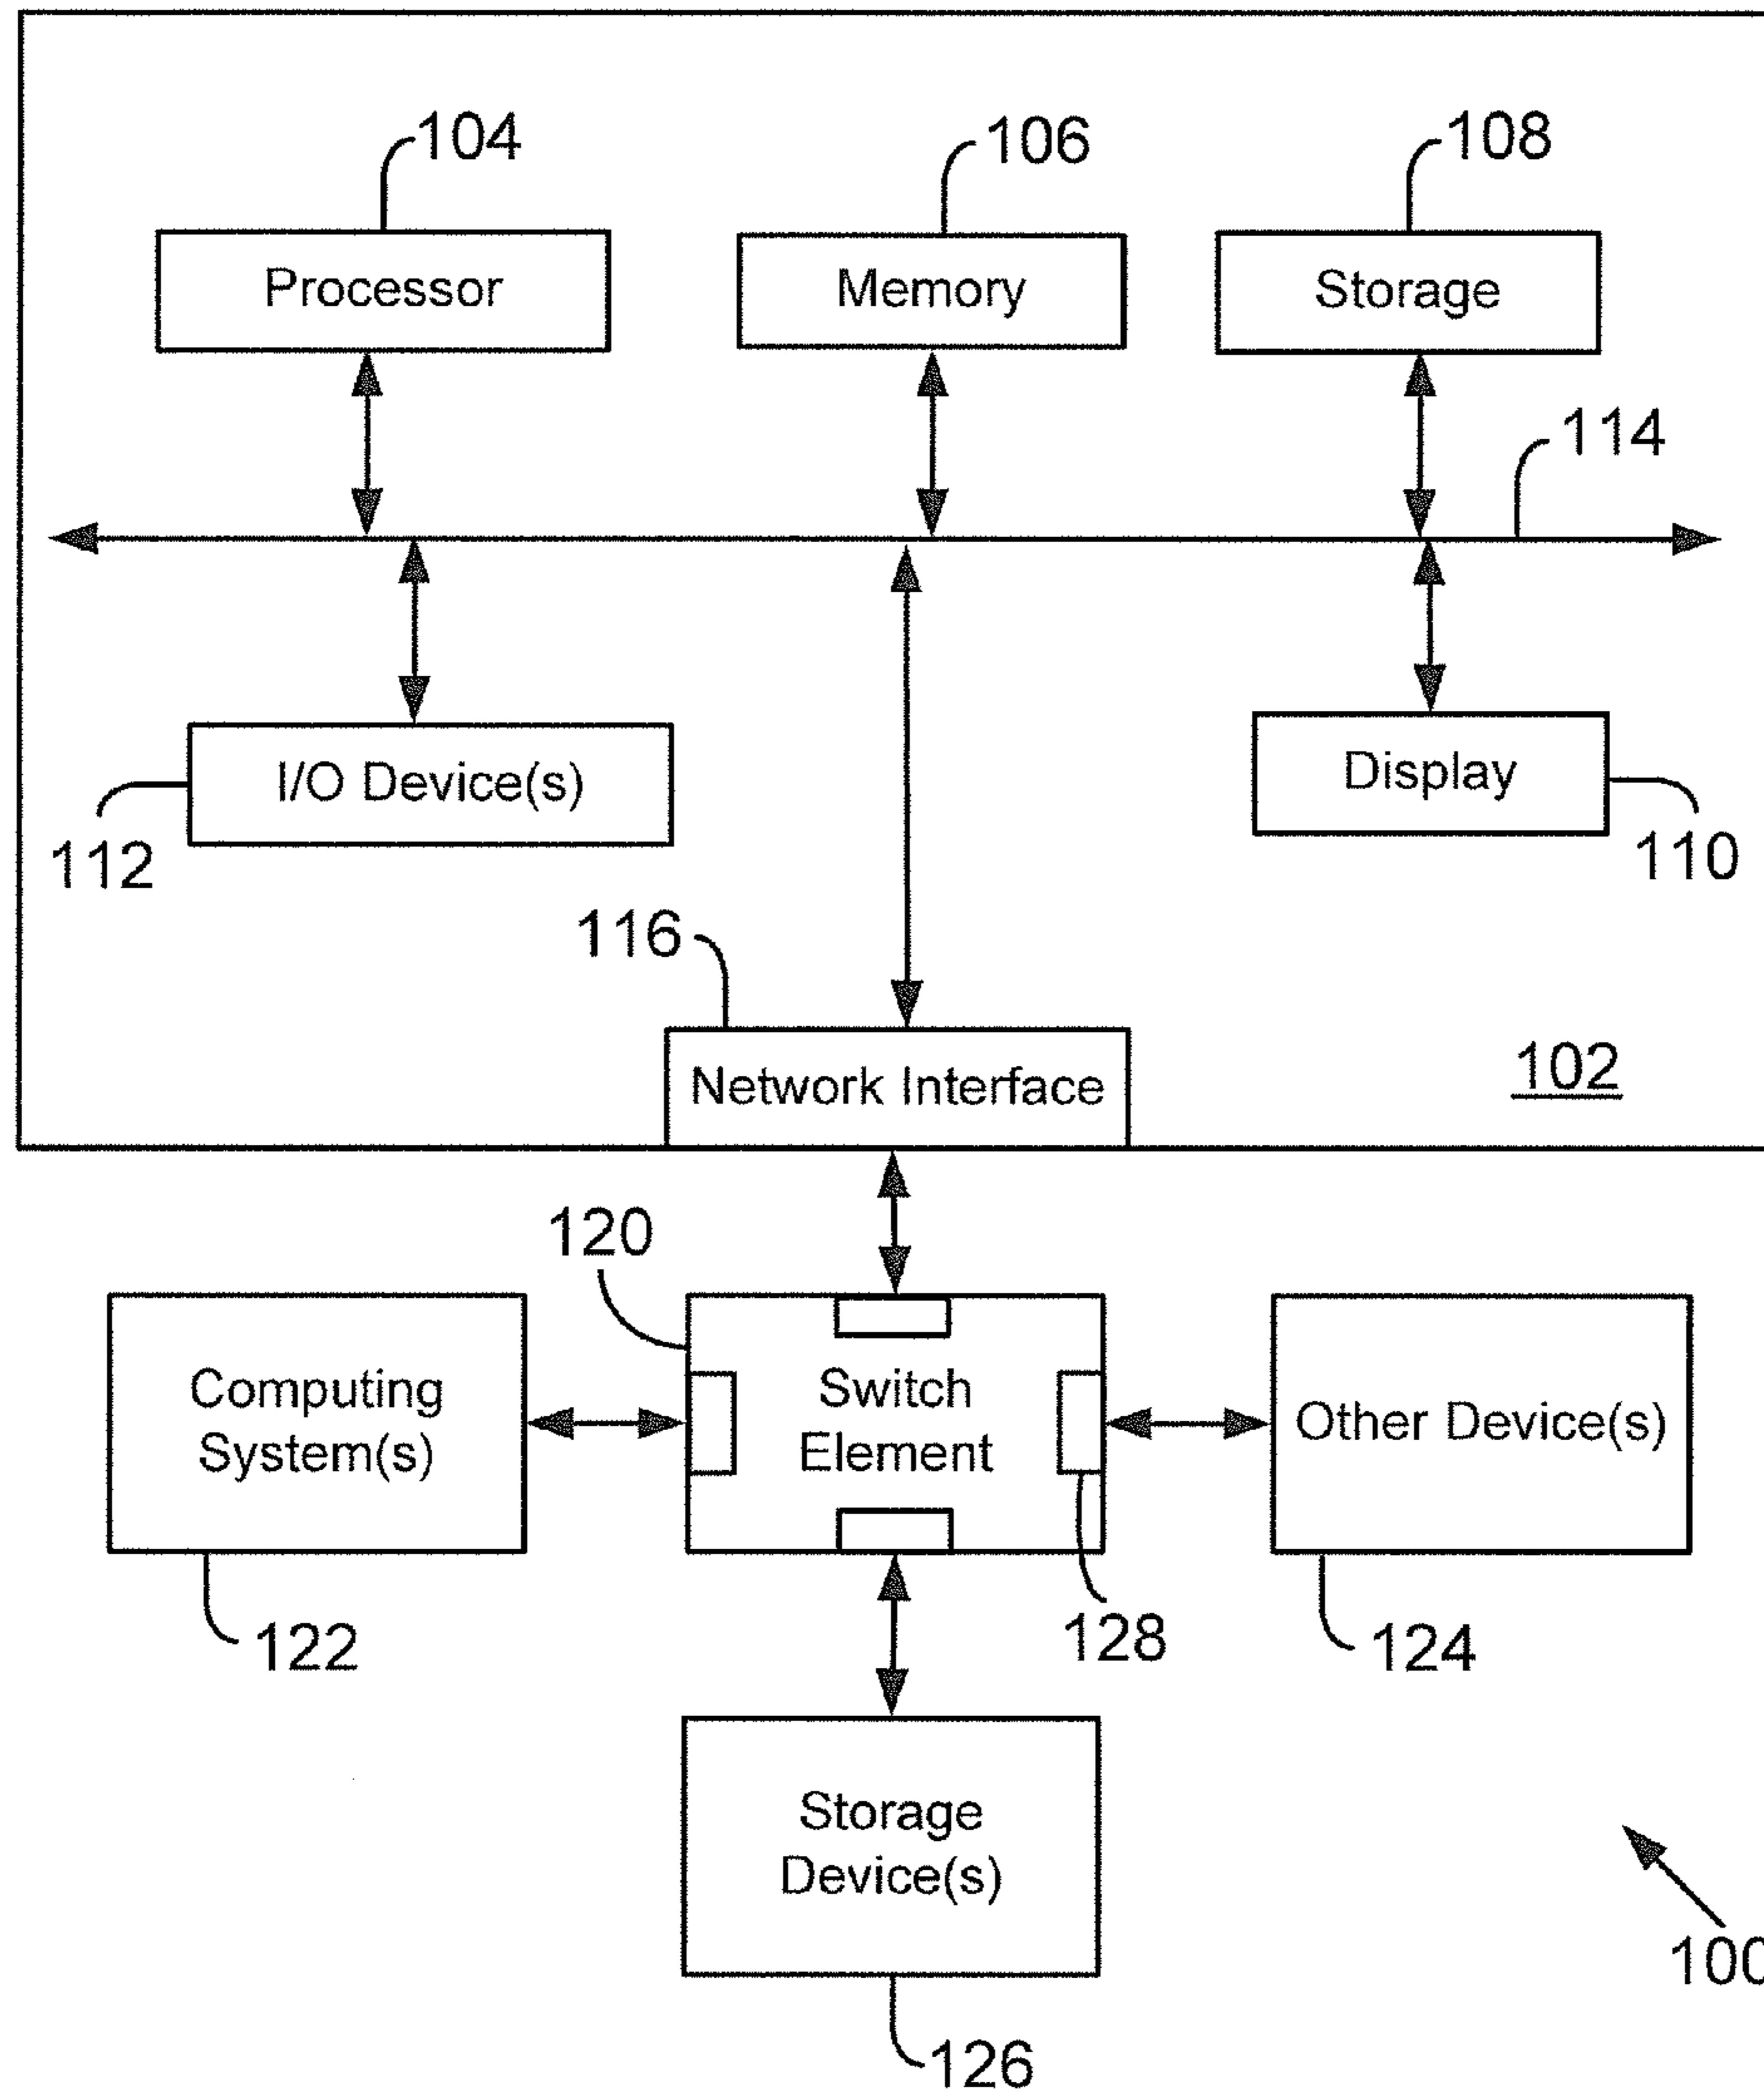 104
106
108
Processor
Memory
Storage
114
I/O Device(s)
Display
112
110
116
Network Interface
102
120
Computing
System(s)
Switch
Element
Other Device(s)
122
128
124
Storage
Device(s)
100
126